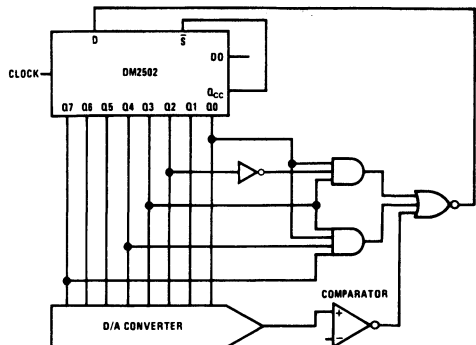 D S̅
DO
CLOCK DM2502
QCC
Q7 Q6 Q5 Q4 Q3 Q2 Q1 Q0
COMPARATOR
D/A CONVERTER
+
−